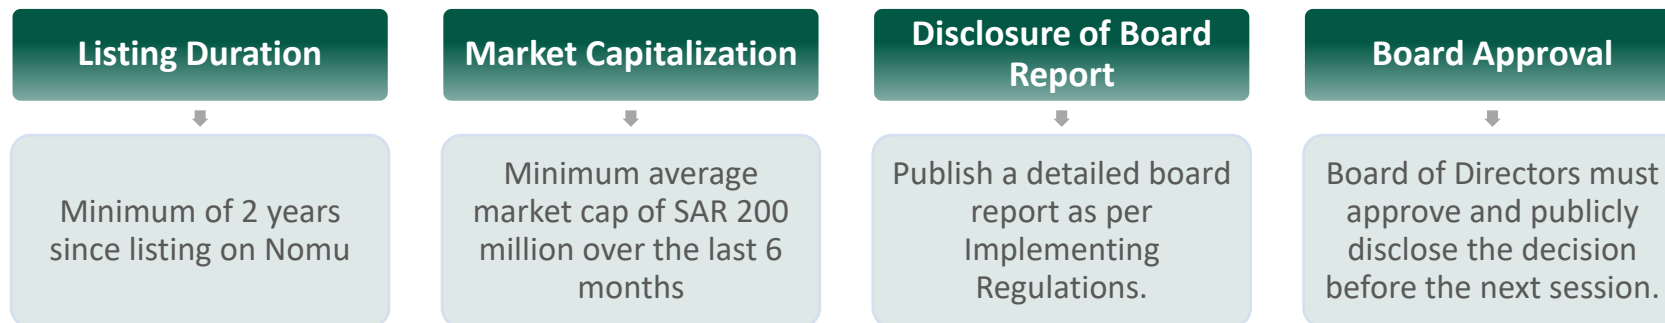 Listing Duration
Minimum of 2 years
since listing on Nomu
Market Capitalization
Minimum average
market cap of SAR 200
million over the last 6
months
Disclosure of Board
Report
Publish a detailed board
report as per
Implementing
Regulations.
Board Approval
Board of Directors must
approve and publicly
disclose the decision
before the next session.